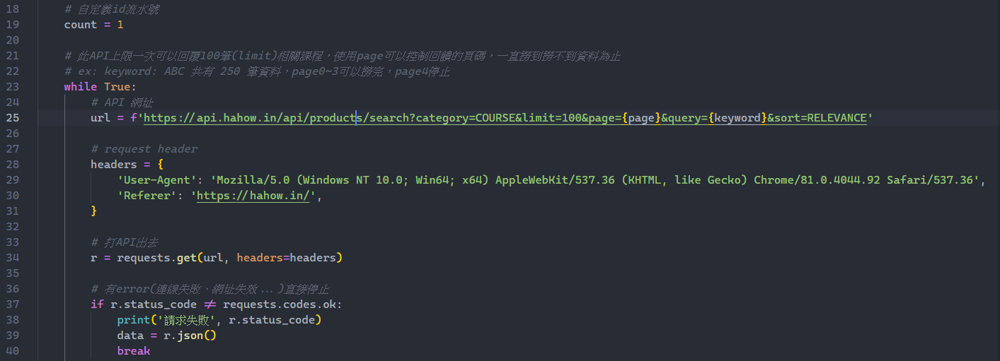 18 # 自定義id流水號
19 count = 1
20
21 # 此API上限一次可以回覆100筆(limit)相關課程，使用page可以控制回饋的頁碼，一直撈到撈不到資料為止
22 # ex: keyword: ABC 共有 250 筆資料，page0~3可以撈完，page4停止
23 while True:
24 # API 網址
25 url = f'https://api.hahow.in/api/products/search?category=COURSE&limit=100&page={page}&query={keyword}&sort=RELEVANCE'
26
27 # request header
28 headers = {
29 'User-Agent': 'Mozilla/5.0 (Windows NT 10.0; Win64; x64) AppleWebKit/537.36 (KHTML, like Gecko) Chrome/81.0.4044.92 Safari/537.36',
30 'Referer': 'https://hahow.in/',
31 }
32
33 # 打API出去
34 r = requests.get(url, headers=headers)
35
36 # 有error(連線失敗、網址失效...)直接停止
37 if r.status_code != requests.codes.ok:
38 print('請求失敗', r.status_code)
39 data = r.json()
40 break